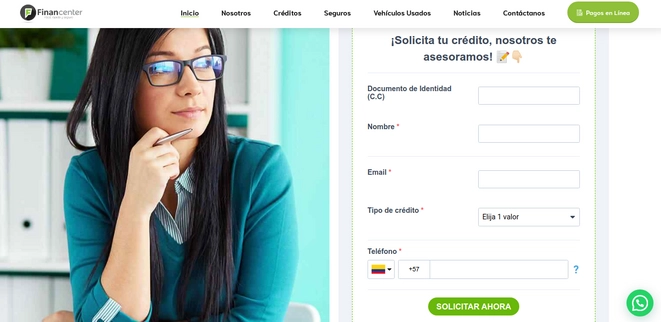 Financenter
Inicio
Nosotros
Créditos
Seguros
Vehículos Usados
Noticias
Contáctanos
Pagos en Línea
¡Solicita tu crédito, nosotros te
asesoramos! 📝👇🏻
Documento de Identidad
(C.C)
Nombre *
Email *
Tipo de crédito *
Elija 1 valor
Teléfono *
+57
?
SOLICITAR AHORA